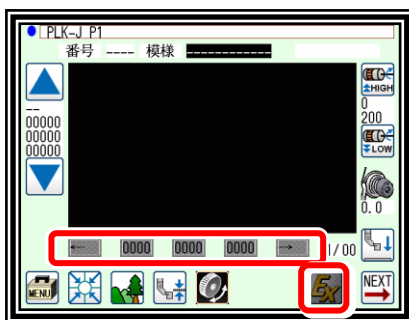 PLK-J P1
番号 ---- 模様 ------------
HIGH
0
200
LOW
--
00000
00000
00000
0.0
← 0000 0000 0000 → 1/00
MENU
Ex
NEXT